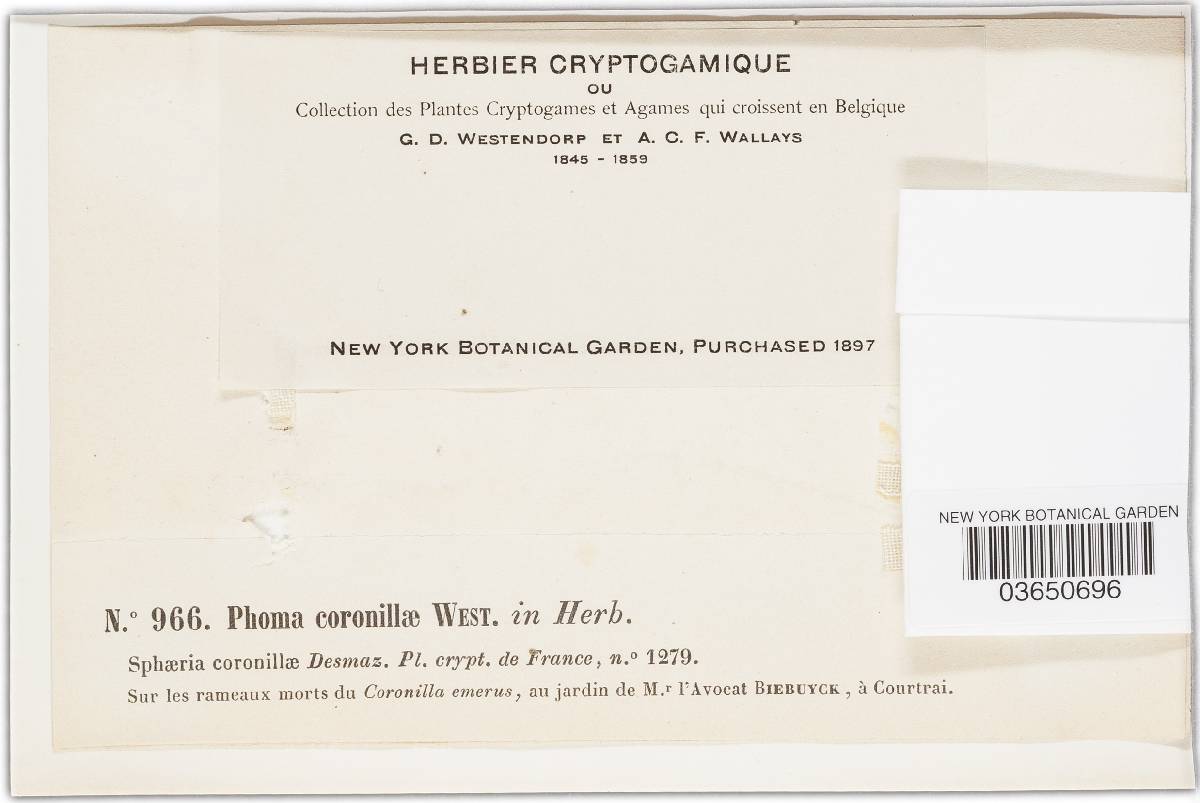 HERBIER CRYPTOGAMIQUE
OU
Collection des Plantes Cryptogames et Agames qui croissent en Belgique
G. D. WESTENDORP ET A. C. F. WALLAYS
1845 - 1859
NEW YORK BOTANICAL GARDEN, PURCHASED 1897
NEW YORK BOTANICAL GARDEN
03650696
N.º 966. Phoma coronillæ WEST. in Herb.
Sphæria coronillæ Desmaz. Pl. crypt. de France, n.º 1279.
Sur les rameaux morts du Coronilla emerus, au jardin de M.r l'Avocat BIEBUYCK, à Courtrai.